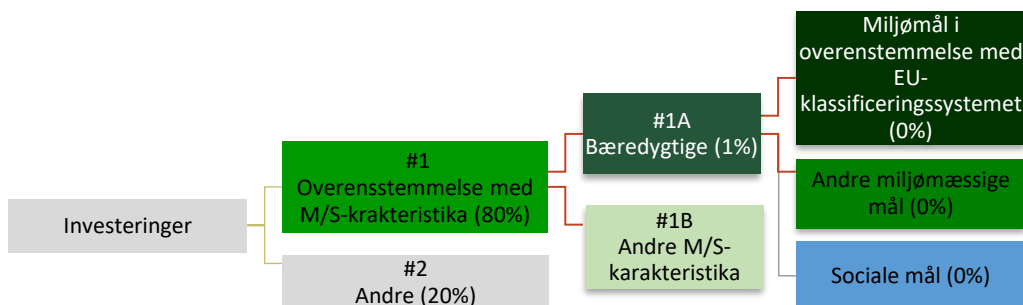 Investeringer
#1
Overensstemmelse med
M/S-krakteristika (80%)
#2
Andre (20%)
#1A
Bæredygtige (1%)
#1B
Andre M/S-
karakteristika
Miljømål i
overenstemmelse med
EU-
klassificeringssystemet
(0%)
Andre miljømæssige
mål (0%)
Sociale mål (0%)